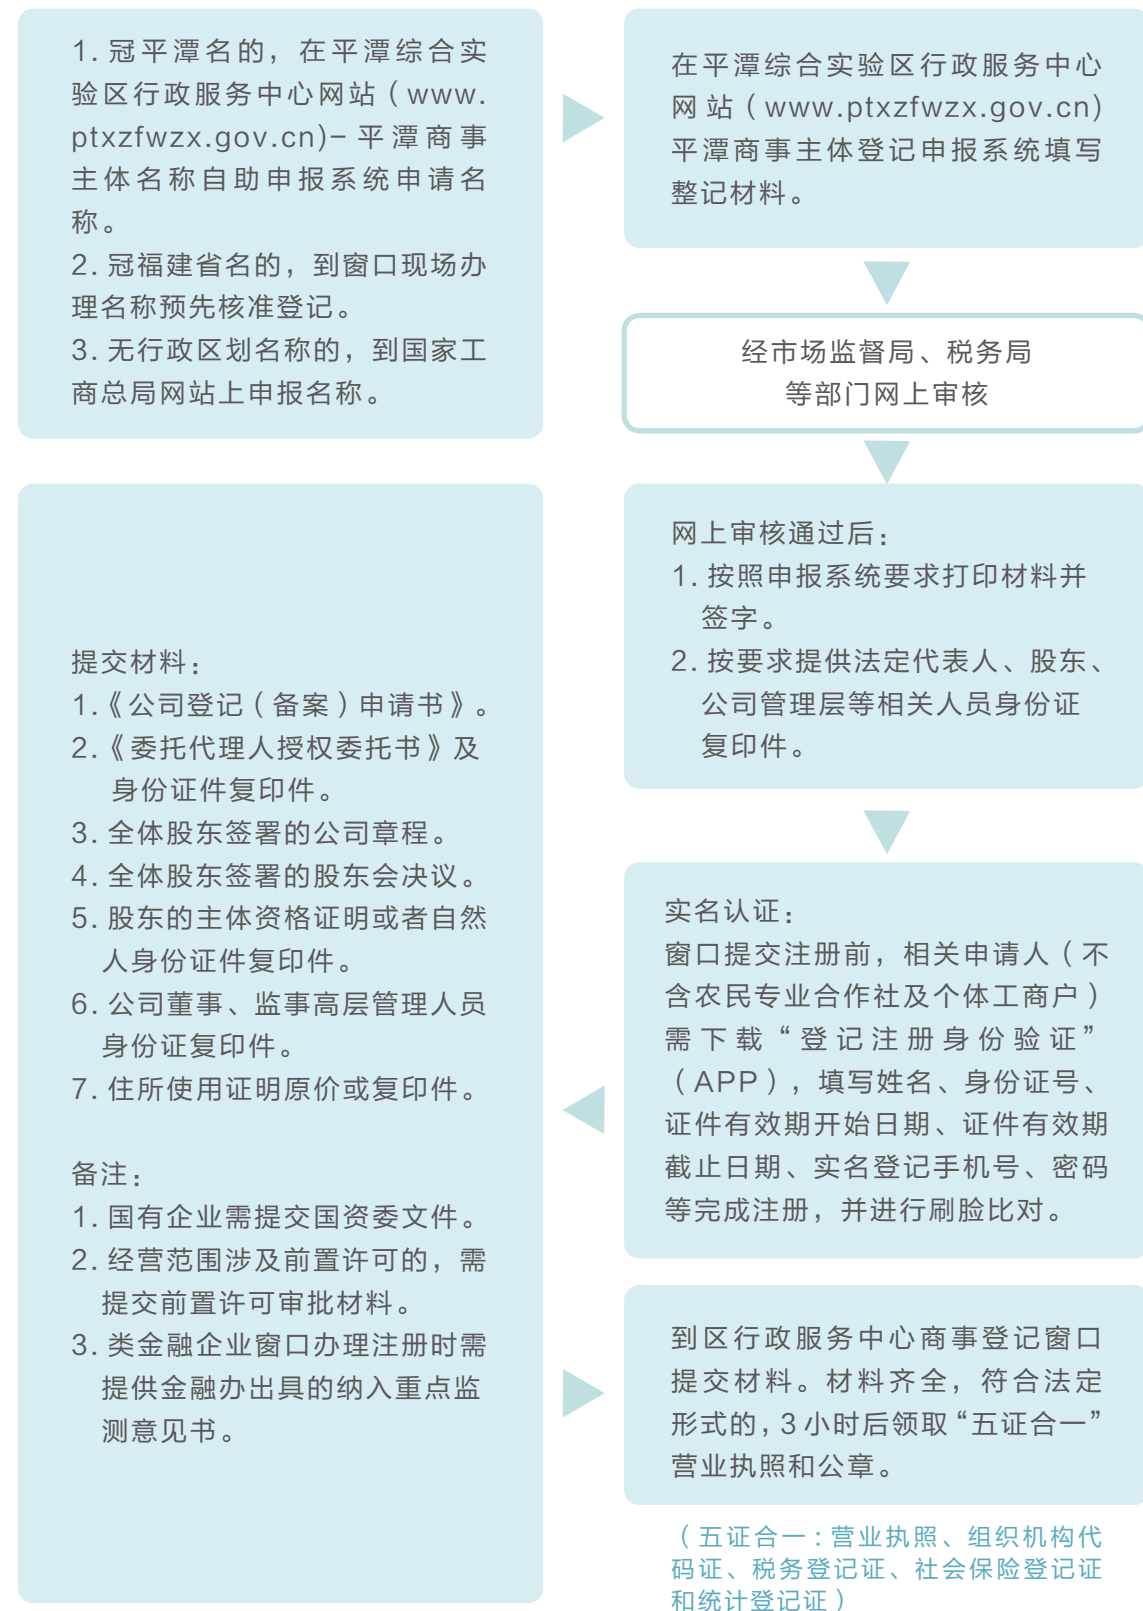 1. 冠平潭名的，在平潭综合实
验区行政服务中心网站（www.
ptxzfwzx.gov.cn)– 平潭商事
主体名称自助申报系统申请名
称。
2. 冠福建省名的，到窗口现场办
理名称预先核准登记。
3. 无行政区划名称的，到国家工
商总局网站上申报名称。
在平潭综合实验区行政服务中心
网站（www.ptxzfwzx.gov.cn)
平潭商事主体登记申报系统填写
整记材料。
经市场监督局、税务局
等部门网上审核
网上审核通过后：
1. 按照申报系统要求打印材料并
签字。
2. 按要求提供法定代表人、股东、
公司管理层等相关人员身份证
复印件。
实名认证：
窗口提交注册前，相关申请人（不
含农民专业合作社及个体工商户）
需下载“登记注册身份验证”
（APP），填写姓名、身份证号、
证件有效期开始日期、证件有效期
截止日期、实名登记手机号、密码
等完成注册，并进行刷脸比对。
提交材料：
1.《公司登记（备案）申请书》。
2.《委托代理人授权委托书》及
身份证件复印件。
3. 全体股东签署的公司章程。
4. 全体股东签署的股东会决议。
5. 股东的主体资格证明或者自然
人身份证件复印件。
6. 公司董事、监事高层管理人员
身份证复印件。
7. 住所使用证明原价或复印件。
备注：
1. 国有企业需提交国资委文件。
2. 经营范围涉及前置许可的，需
提交前置许可审批材料。
3. 类金融企业窗口办理注册时需
提供金融办出具的纳入重点监
测意见书。
到区行政服务中心商事登记窗口
提交材料。材料齐全，符合法定
形式的，3 小时后领取“五证合一”
营业执照和公章。
（五证合一：营业执照、组织机构代
码证、税务登记证、社会保险登记证
和统计登记证）